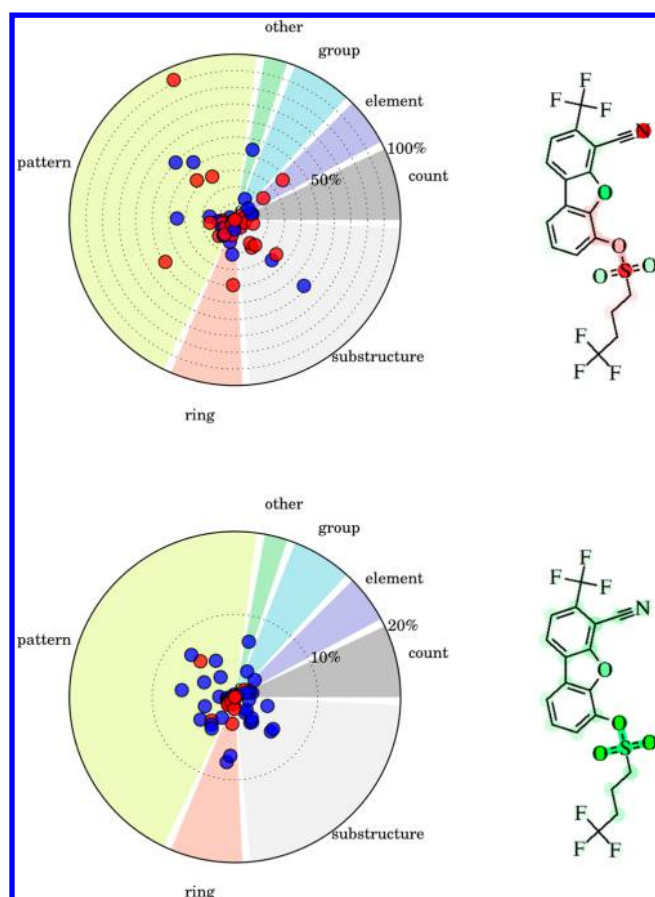 other
group
element
100%
50%
count
pattern
substructure
ring
F
F
F
N
O
O
O
S
O
F
F
F
other
group
element
20%
10%
count
pattern
substructure
ring
F
F
F
N
O
O
O
S
O
F
F
F